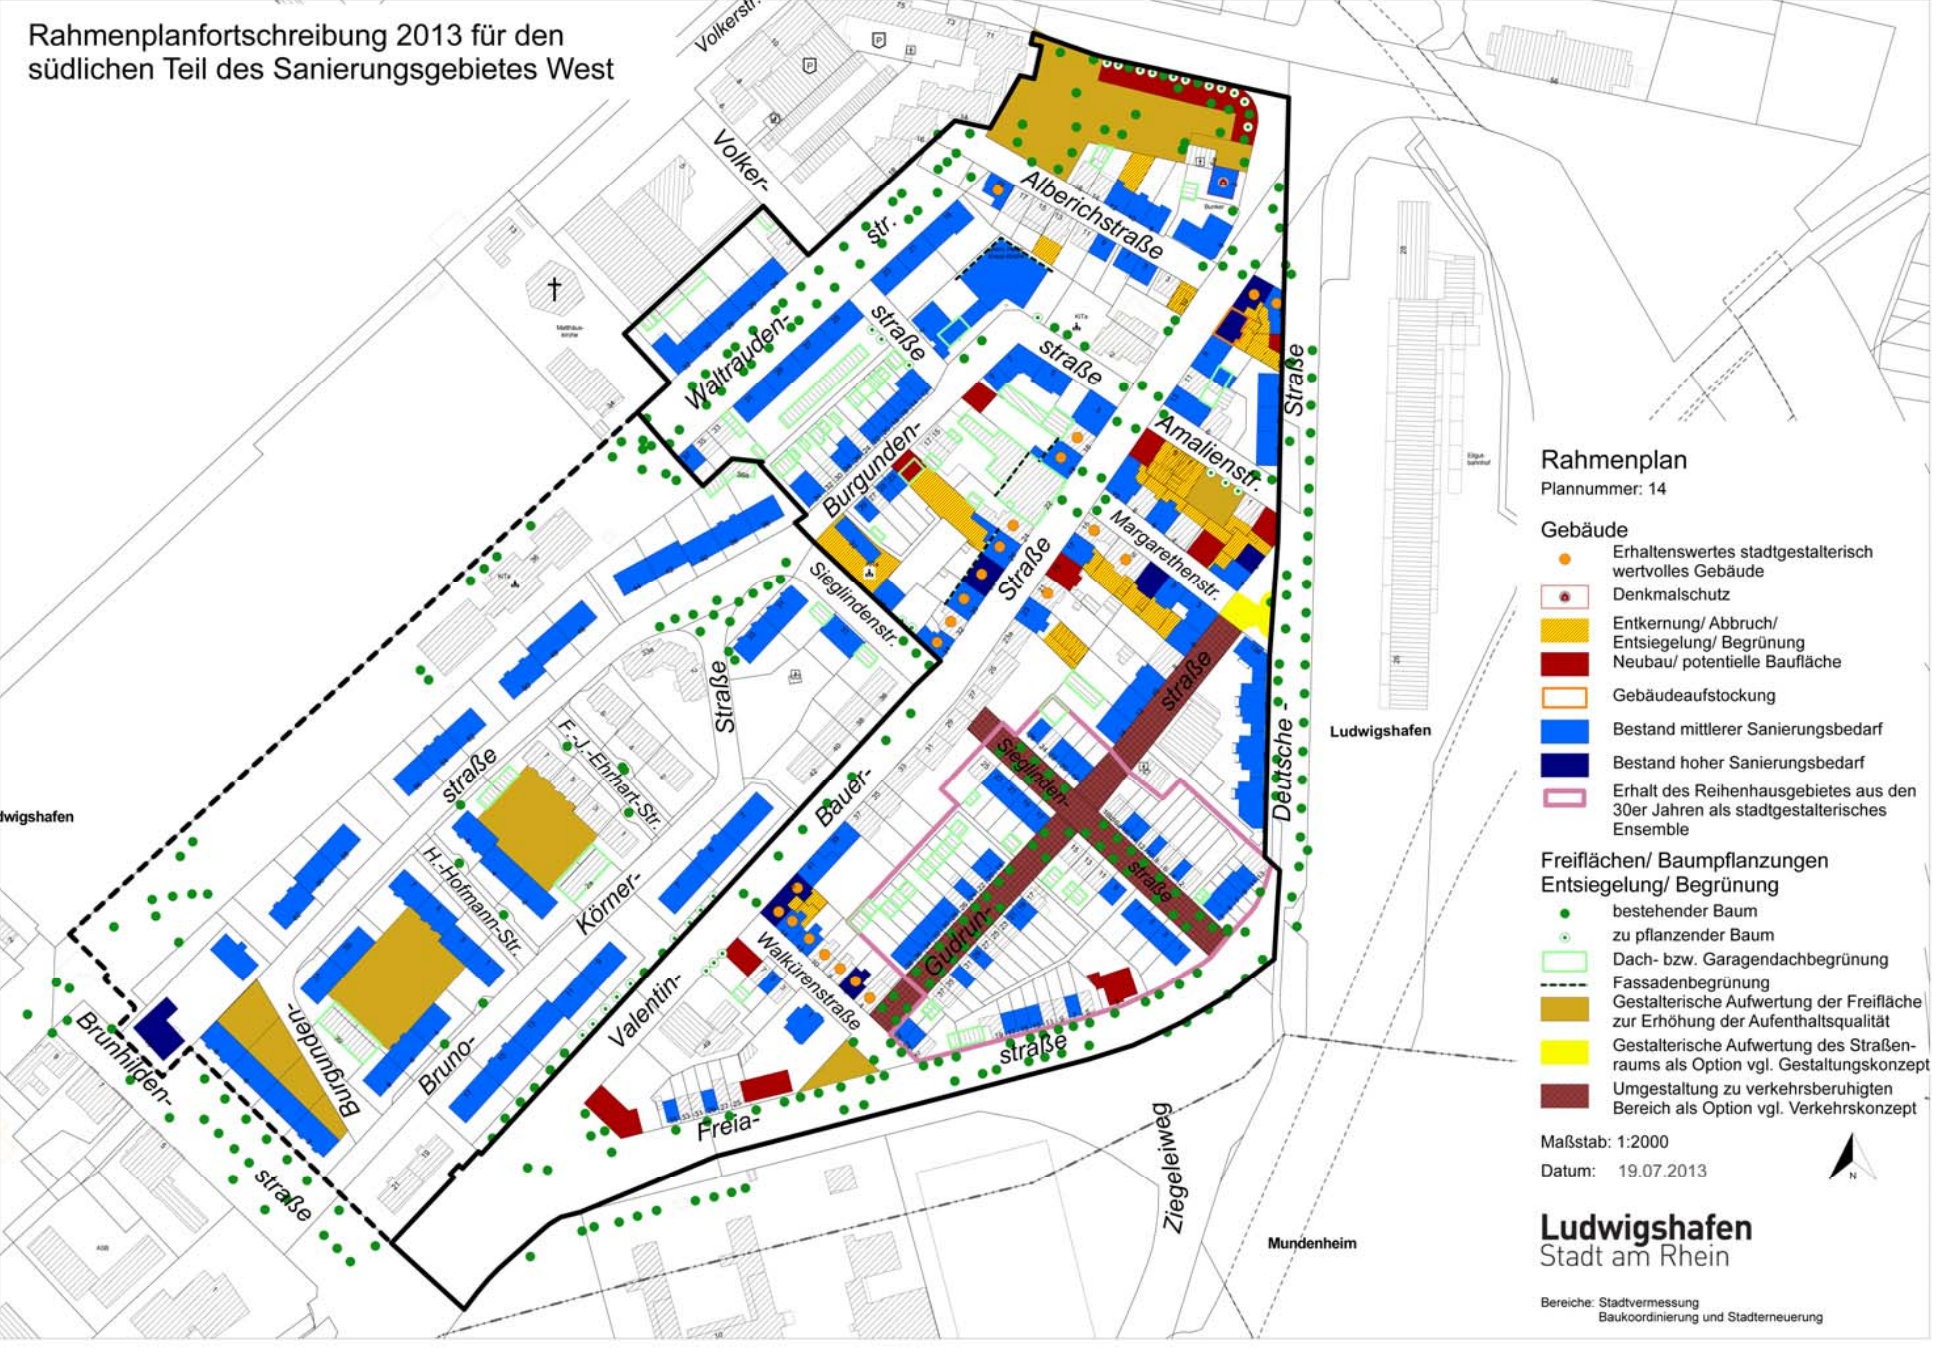 Rahmenplanfortschreibung 2013 für den
südlichen Teil des Sanierungsgebietes West
Volkerstr.
Volker-
str.
Alberichstraße
Bunker
Matthäus-
kirche
Waltrauden-
straße
KiTa
straße
Straße
Amalienstr.
Burgunden-
Margarethenstr.
Straße
KiTa
Sieglindenstr.
Straße
straße
F.-J.-Ehrhart-Str.
H.-Hofmann-Str.
Körner-
Bauer-
Sieglinden-
straße
straße
Gudrun-
Deutsche -
Ludwigshafen
dwigshafen
Walkürenstraße
Valentin-
Bruno-
Burgunden-
Brunhilden-
straße
Freia-
straße
Ziegeleiweg
Mundenheim
ASB
Rahmenplan
Plannummer: 14
Gebäude
Erhaltenswertes stadtgestalterisch
wertvolles Gebäude
Denkmalschutz
Entkernung/ Abbruch/
Entsiegelung/ Begrünung
Neubau/ potentielle Baufläche
Gebäudeaufstockung
Bestand mittlerer Sanierungsbedarf
Bestand hoher Sanierungsbedarf
Erhalt des Reihenhausgebietes aus den
30er Jahren als stadtgestalterisches
Ensemble
Freiflächen/ Baumpflanzungen
Entsiegelung/ Begrünung
bestehender Baum
zu pflanzender Baum
Dach- bzw. Garagendachbegrünung
Fassadenbegrünung
Gestalterische Aufwertung der Freifläche
zur Erhöhung der Aufenthaltsqualität
Gestalterische Aufwertung des Straßen-
raums als Option vgl. Gestaltungskonzept
Umgestaltung zu verkehrsberuhigten
Bereich als Option vgl. Verkehrskonzept
Maßstab: 1:2000
Datum: 19.07.2013
N
Ludwigshafen
Stadt am Rhein
Bereiche: Stadtvermessung
Baukoordinierung und Stadterneuerung